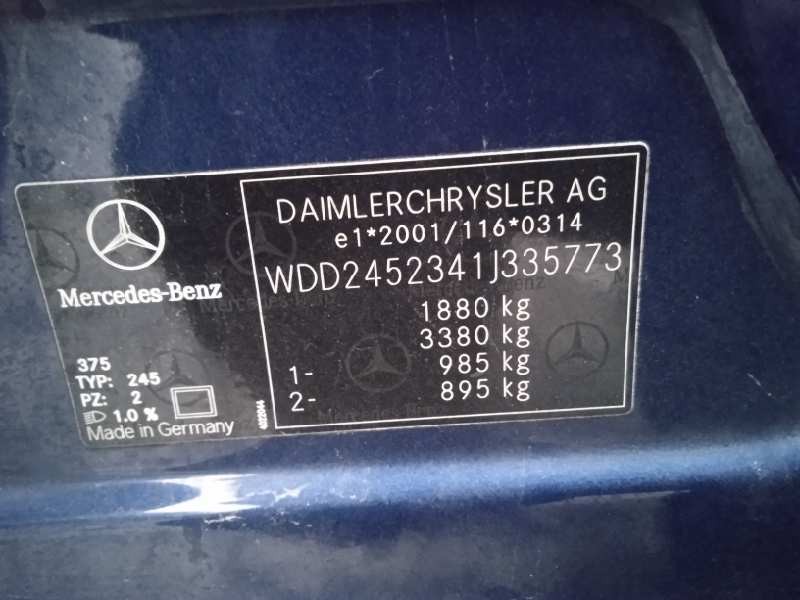 Mercedes-Benz
375
TYP: 245
PZ: 2
1.0 %
Made in Germany
4022044
DAIMLERCHRYSLER AG
e1*2001/116*0314
WDD2452341J335773
1880 kg
3380 kg
1- 985 kg
2- 895 kg